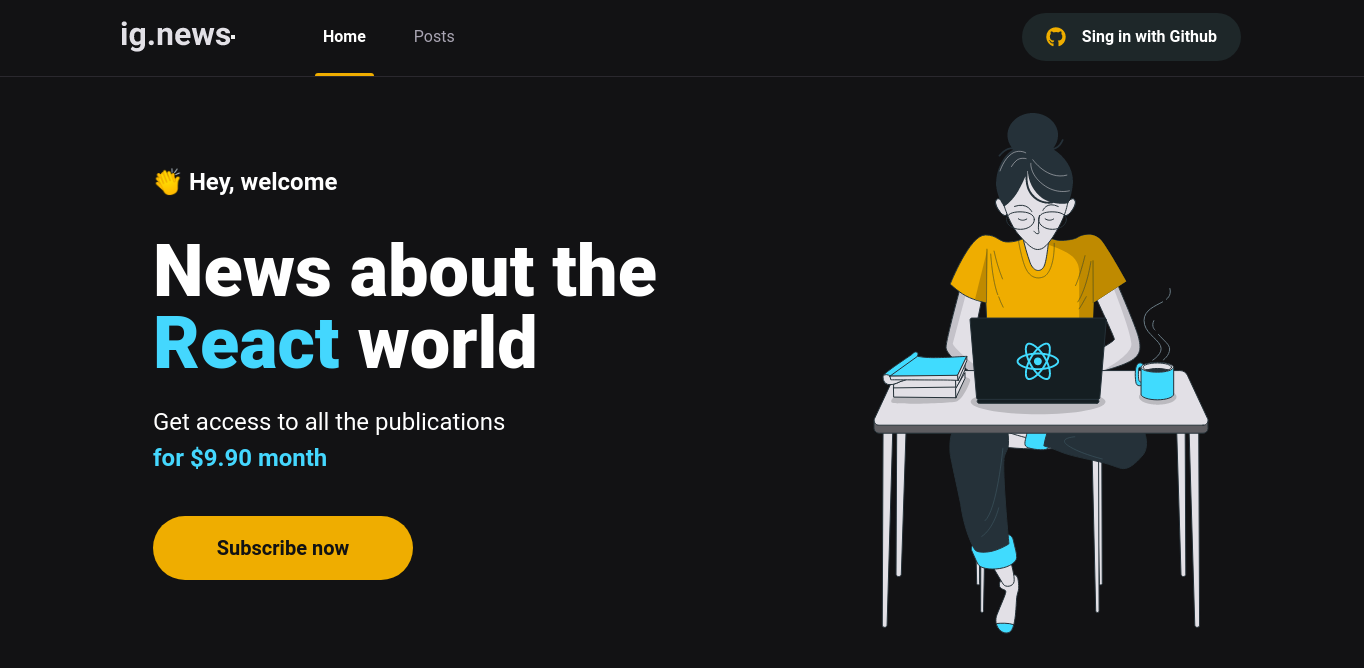 ig.news
Home
Posts
Sing in with Github
👏 Hey, welcome
News about the
React world
Get access to all the publications
for $9.90 month
Subscribe now